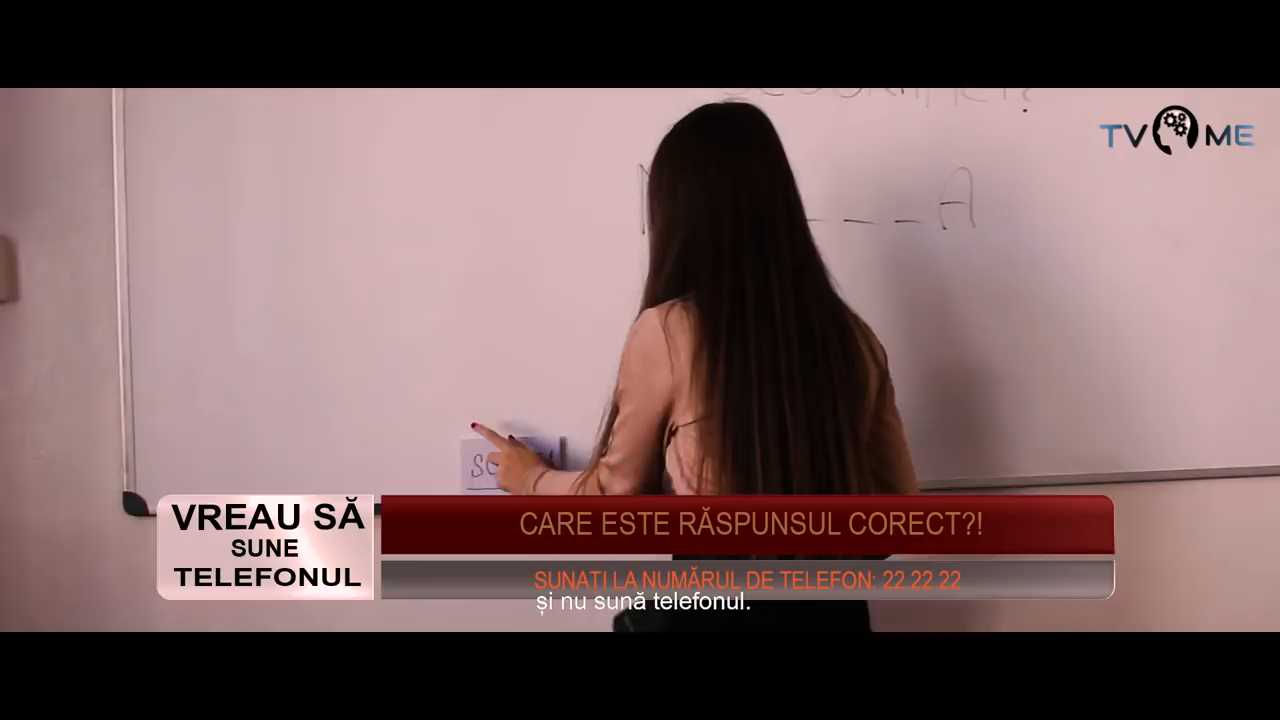 TV ME
_ _ _ A
VREAU SĂ
SUNE
TELEFONUL
CARE ESTE RĂSPUNSUL CORECT?!
SUNAȚI LA NUMĂRUL DE TELEFON: 22.22.22
și nu sună telefonul.